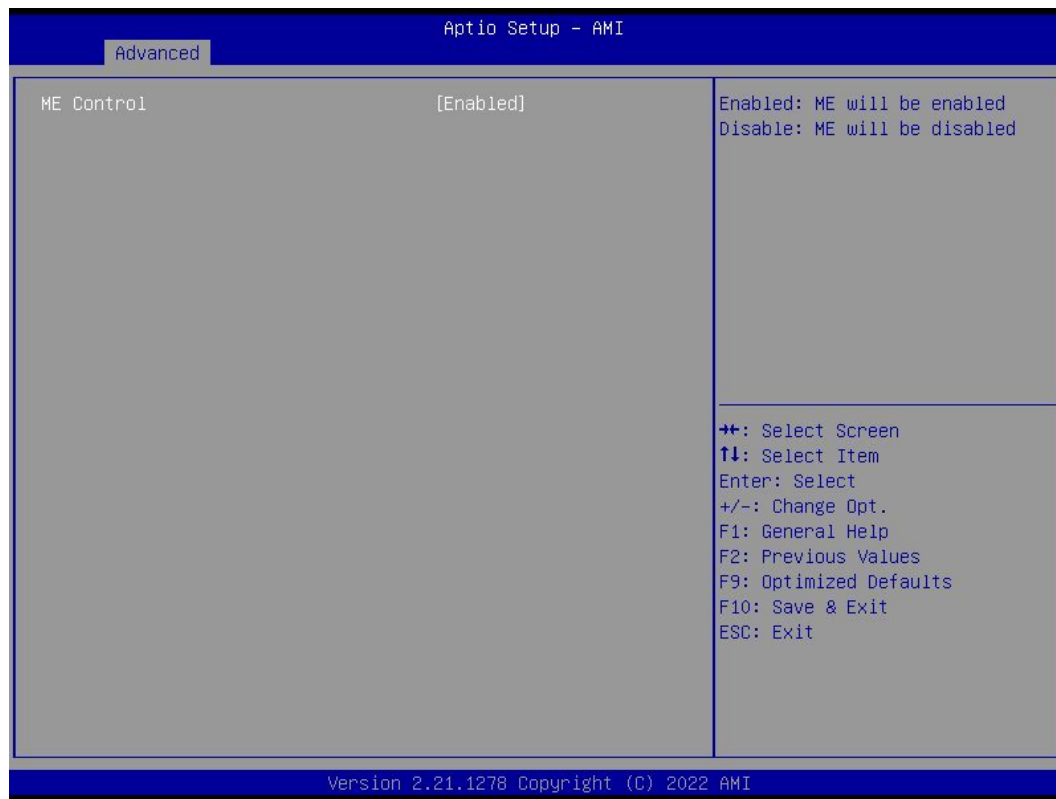 Aptio Setup – AMI
Advanced
ME Control [Enabled]
Enabled: ME will be enabled
Disable: ME will be disabled
→←: Select Screen
↑↓: Select Item
Enter: Select
+/-: Change Opt.
F1: General Help
F2: Previous Values
F9: Optimized Defaults
F10: Save & Exit
ESC: Exit
Version 2.21.1278 Copyright (C) 2022 AMI